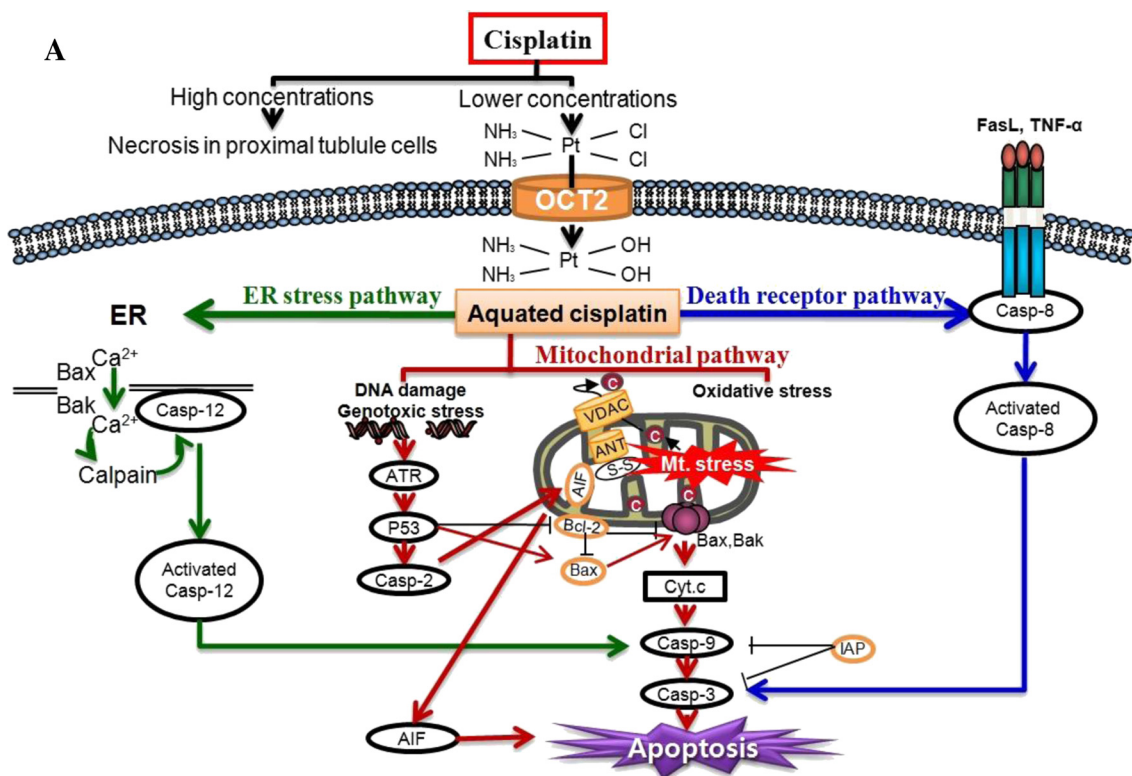 A
Cisplatin
High concentrations
Lower concentrations
Necrosis in proximal tublule cells
NH₃
Cl
Pt
NH₃
Cl
FasL, TNF-α
OCT2
NH₃
OH
Pt
NH₃
OH
ER stress pathway
Aquated cisplatin
Death receptor pathway
Casp-8
ER
Mitochondrial pathway
Bax
Ca²⁺
Bak
Ca²⁺
Casp-12
Calpain
Activated
Casp-12
DNA damage
Genotoxic stress
Oxidative stress
ATR
P53
Casp-2
C
VDAC
C
ANT
S-S
Mt. stress
AIF
C
C
Bcl-2
Bax,Bak
Bax
Cyt.c
Casp-9
IAP
Casp-3
Activated
Casp-8
AIF
Apoptosis